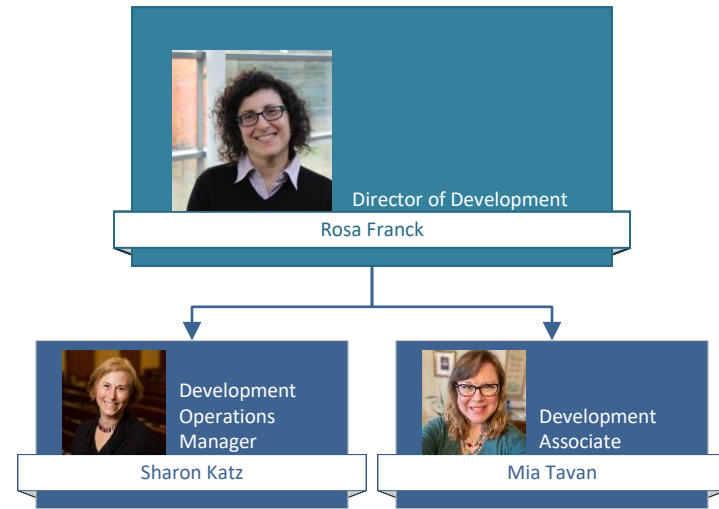 Director of Development
Rosa Franck
Development
Operations
Manager
Sharon Katz
Development
Associate
Mia Tavan